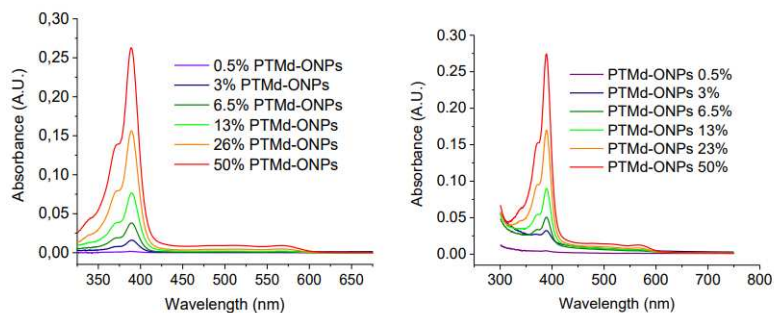 0,30
0,25
0,20
0,15
0,10
0,05
0,00
Absorbance (A.U.)
0.5% PTMd-ONPs
3% PTMd-ONPs
6.5% PTMd-ONPs
13% PTMd-ONPs
26% PTMd-ONPs
50% PTMd-ONPs
350 400 450 500 550 600 650
Wavelength (nm)
0.30
0.25
0.20
0.15
0.10
0.05
0.00
Absorbance (A.U.)
PTMd-ONPs 0.5%
PTMd-ONPs 3%
PTMd-ONPs 6.5%
PTMd-ONPs 13%
PTMd-ONPs 23%
PTMd-ONPs 50%
300 400 500 600 700 800
Wavelength (nm)